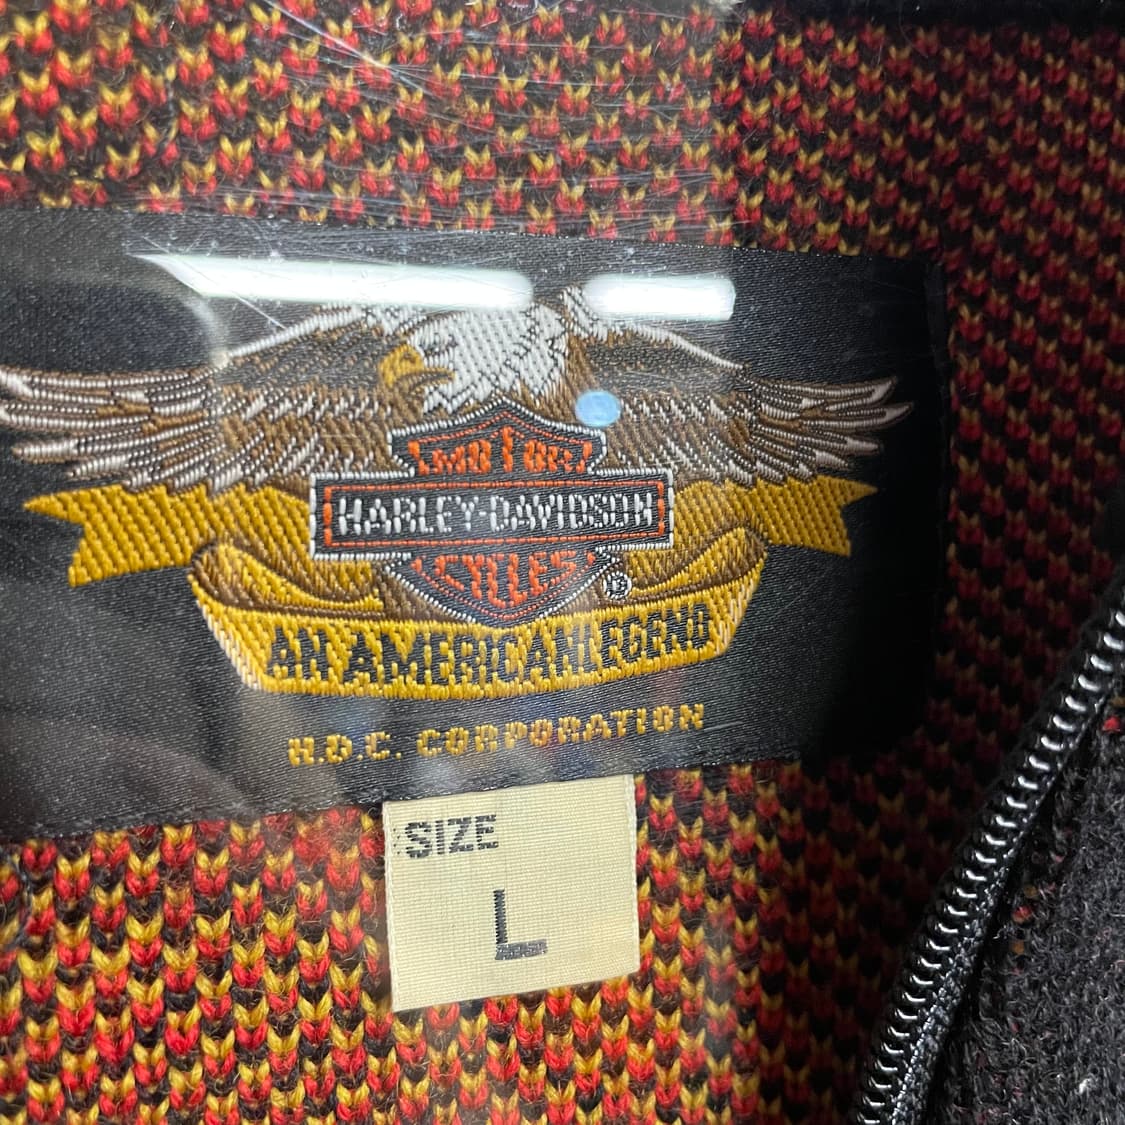 MOTOR
HARLEY-DAVIDSON
CYCLES
®
AN AMERICAN LEGEND
H.D.C. CORPORATION
SIZE
L